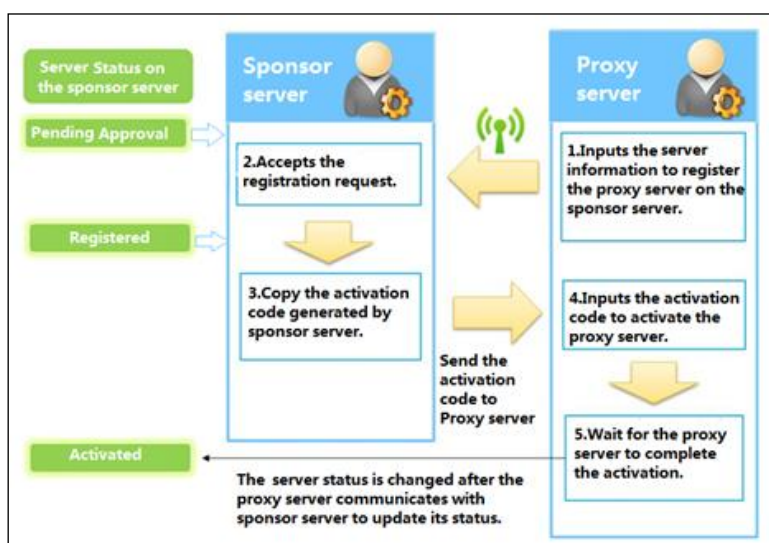 Server Status on
the sponsor server
Sponsor
server
Proxy
server
Pending Approval
2.Accepts the
registration request.
1.Inputs the server
information to register
the proxy server on the
sponsor server.
Registered
3.Copy the activation
code generated by
sponsor server.
4.Inputs the activation
code to activate the
proxy server.
Send the
activation
code to
Proxy server
Activated
5.Wait for the proxy
server to complete
the activation.
The server status is changed after the
proxy server communicates with
sponsor server to update its status.